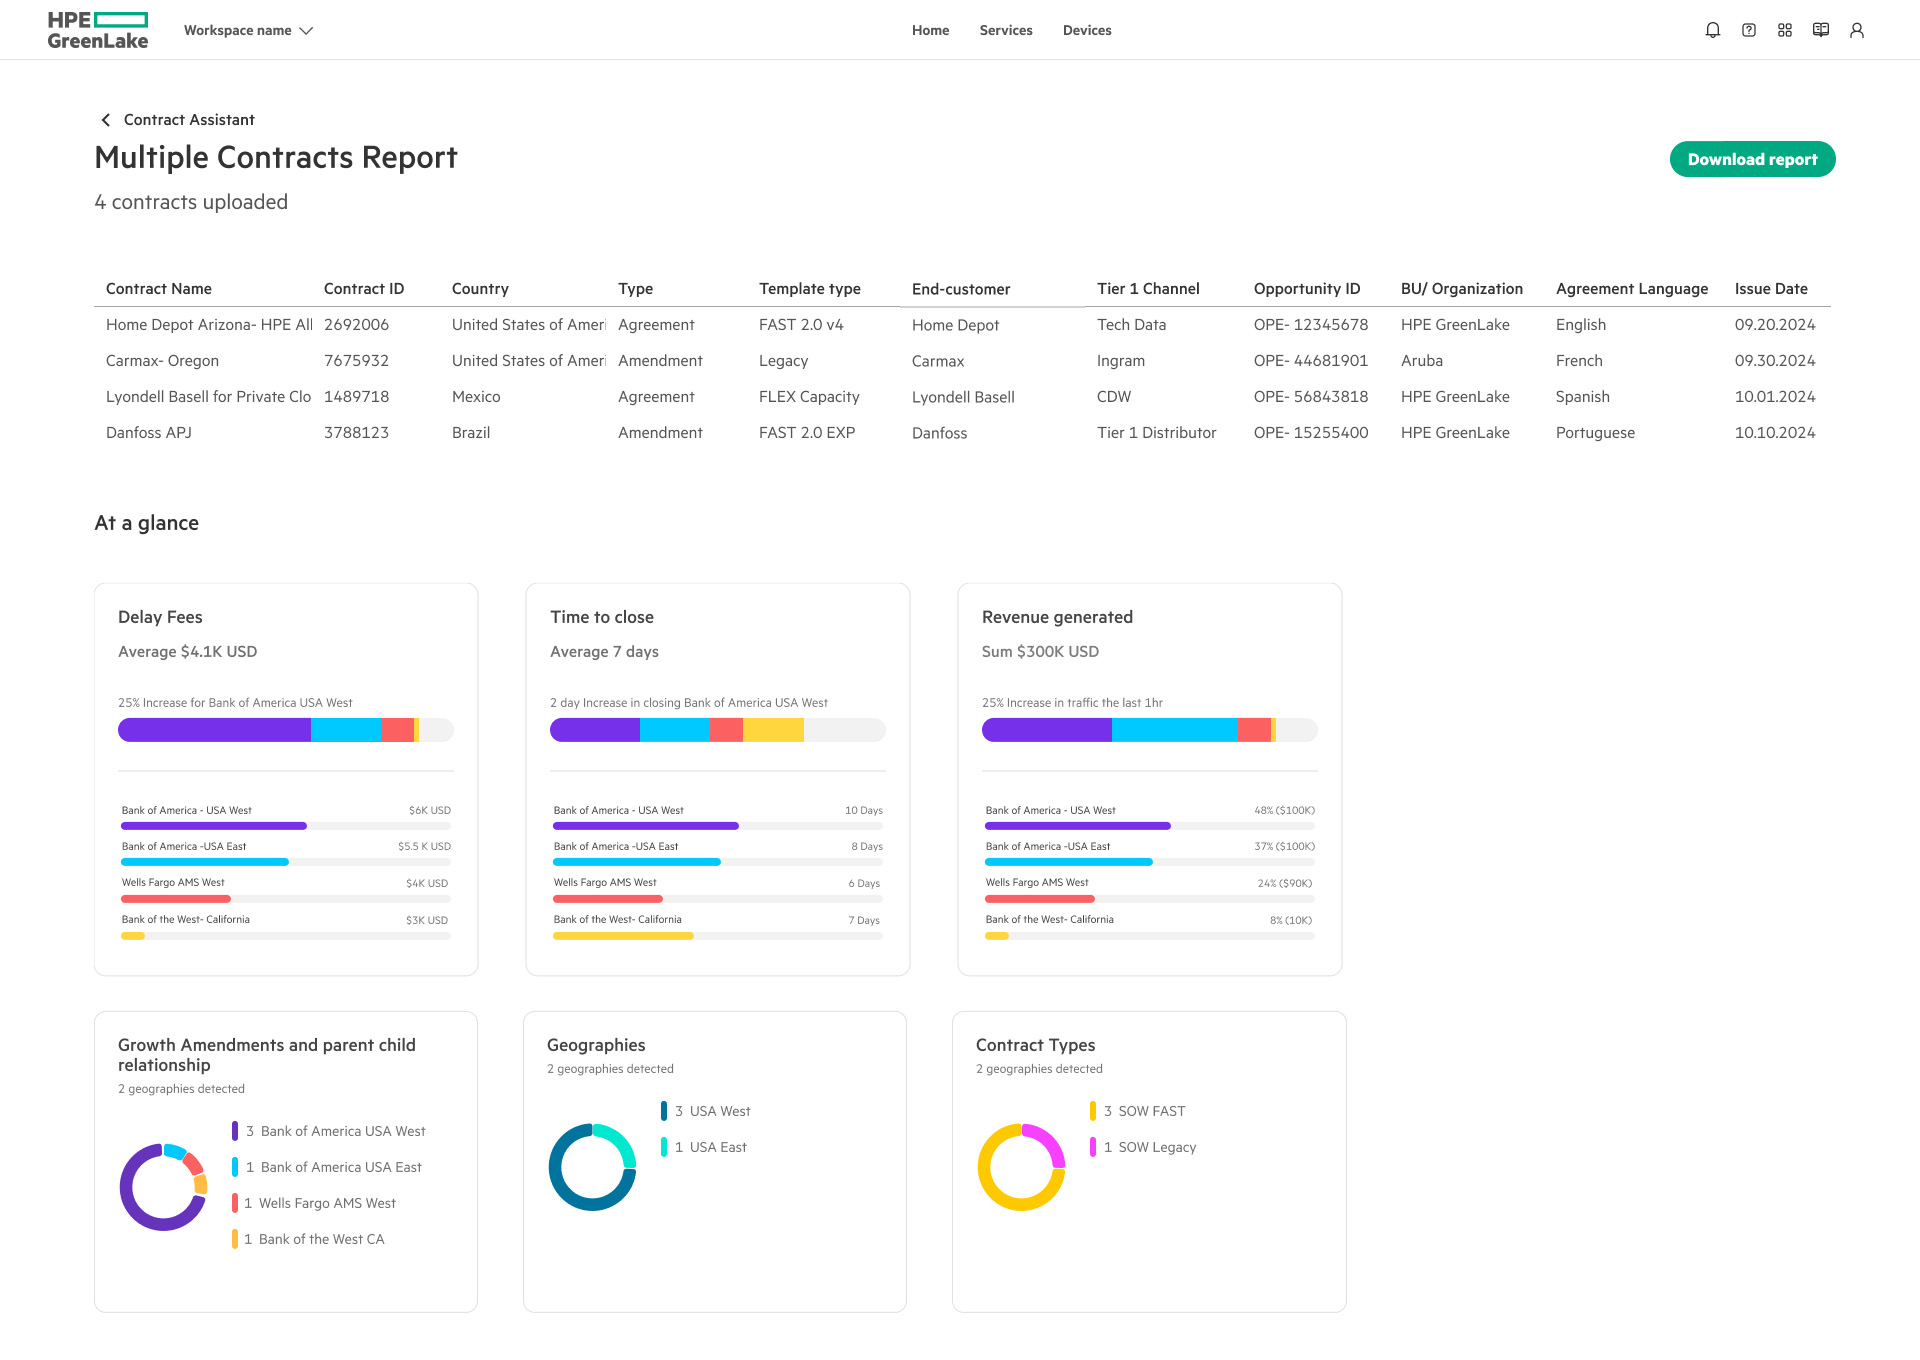 HPE
GreenLake
Workspace name
Home Services Devices
Contract Assistant
Multiple Contracts Report
Download report
4 contracts uploaded
Contract Name Contract ID Country Type Template type End-customer Tier 1 Channel Opportunity ID BU/ Organization Agreement Language Issue Date
Home Depot Arizona- HPE All 2692006 United States of Ameri Agreement FAST 2.0 v4 Home Depot Tech Data OPE- 12345678 HPE GreenLake English 09.20.2024
Carmax- Oregon 7675932 United States of Ameri Amendment Legacy Carmax Ingram OPE- 44681901 Aruba French 09.30.2024
Lyondell Basell for Private Clo 1489718 Mexico Agreement FLEX Capacity Lyondell Basell CDW OPE- 56843818 HPE GreenLake Spanish 10.01.2024
Danfoss APJ 3788123 Brazil Amendment FAST 2.0 EXP Danfoss Tier 1 Distributor OPE- 15255400 HPE GreenLake Portuguese 10.10.2024
At a glance
Delay Fees
Average $4.1K USD
25% Increase for Bank of America USA West
Bank of America - USA West $6K USD
Bank of America -USA East $5.5 K USD
Wells Fargo AMS West $4K USD
Bank of the West- California $3K USD
Time to close
Average 7 days
2 day Increase in closing Bank of America USA West
Bank of America - USA West 10 Days
Bank of America -USA East 8 Days
Wells Fargo AMS West 6 Days
Bank of the West- California 7 Days
Revenue generated
Sum $300K USD
25% Increase in traffic the last 1hr
Bank of America - USA West 48% ($100K)
Bank of America -USA East 37% ($100K)
Wells Fargo AMS West 24% ($90K)
Bank of the West- California 8% (10K)
Growth Amendments and parent child
relationship
2 geographies detected
3 Bank of America USA West
1 Bank of America USA East
1 Wells Fargo AMS West
1 Bank of the West CA
Geographies
2 geographies detected
3 USA West
1 USA East
Contract Types
2 geographies detected
3 SOW FAST
1 SOW Legacy